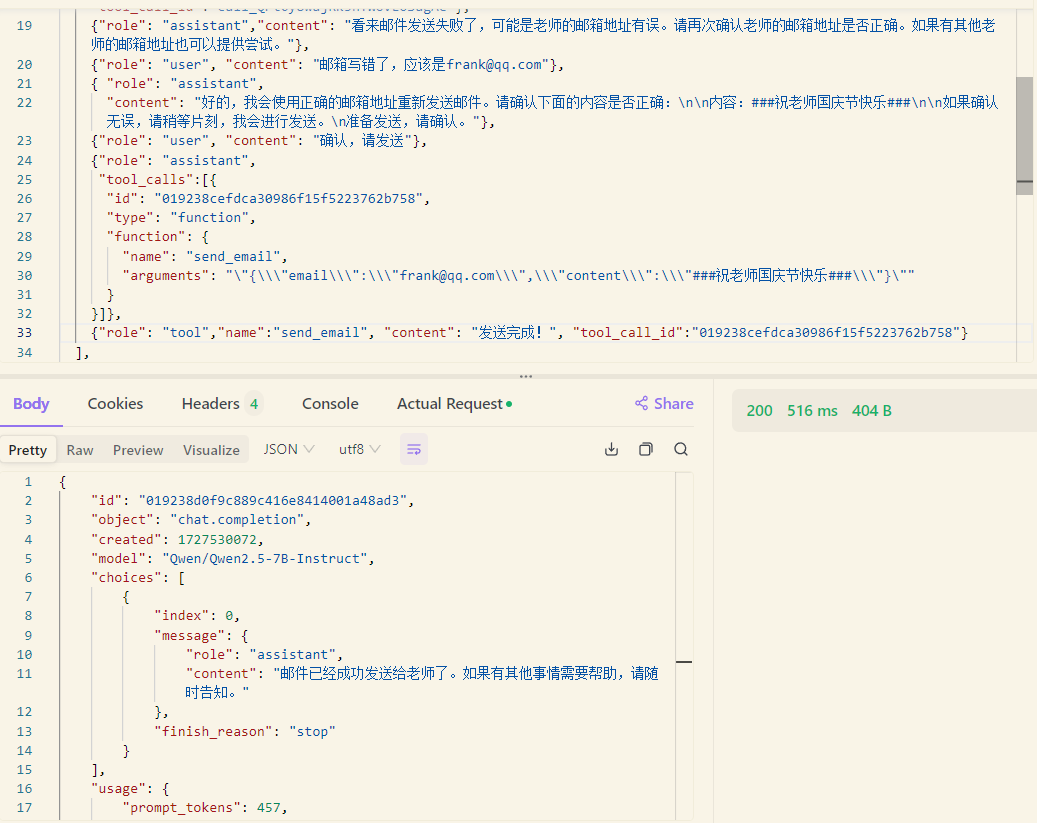 19 {"role": "assistant","content": "看来邮件发送失败了，可能是老师的邮箱地址有误。请再次确认老师的邮箱地址是否正确。如果有其他老
师的邮箱地址也可以提供尝试。"},
20 {"role": "user", "content": "邮箱写错了，应该是frank@qq.com"},
21 { "role": "assistant",
22 "content": "好的，我会使用正确的邮箱地址重新发送邮件。请确认下面的内容是否正确：\n\n内容：###祝老师国庆节快乐###\n\n如果确认
无误，请稍等片刻，我会进行发送。\n准备发送，请确认。"},
23 {"role": "user", "content": "确认，请发送"},
24 {"role": "assistant",
25 "tool_calls":[{
26 "id": "019238cefdca30986f15f5223762b758",
27 "type": "function",
28 "function": {
29 "name": "send_email",
30 "arguments": "\"{\\\"email\\\":\\\"frank@qq.com\\\",\\\"content\\\":\\\"###祝老师国庆节快乐###\\\"}\""
31 }
32 }]},
33 {"role": "tool","name":"send_email", "content": "发送完成！", "tool_call_id":"019238cefdca30986f15f5223762b758"}
34 ],
Body Cookies Headers 4 Console Actual Request Share
200 516 ms 404 B
Pretty Raw Preview Visualize JSON utf8
1 {
2 "id": "019238d0f9c889c416e8414001a48ad3",
3 "object": "chat.completion",
4 "created": 1727530072,
5 "model": "Qwen/Qwen2.5-7B-Instruct",
6 "choices": [
7 {
8 "index": 0,
9 "message": {
10 "role": "assistant",
11 "content": "邮件已经成功发送给老师了。如果有其他事情需要帮助，请随
时告知。"
12 },
13 "finish_reason": "stop"
14 }
15 ],
16 "usage": {
17 "prompt_tokens": 457,